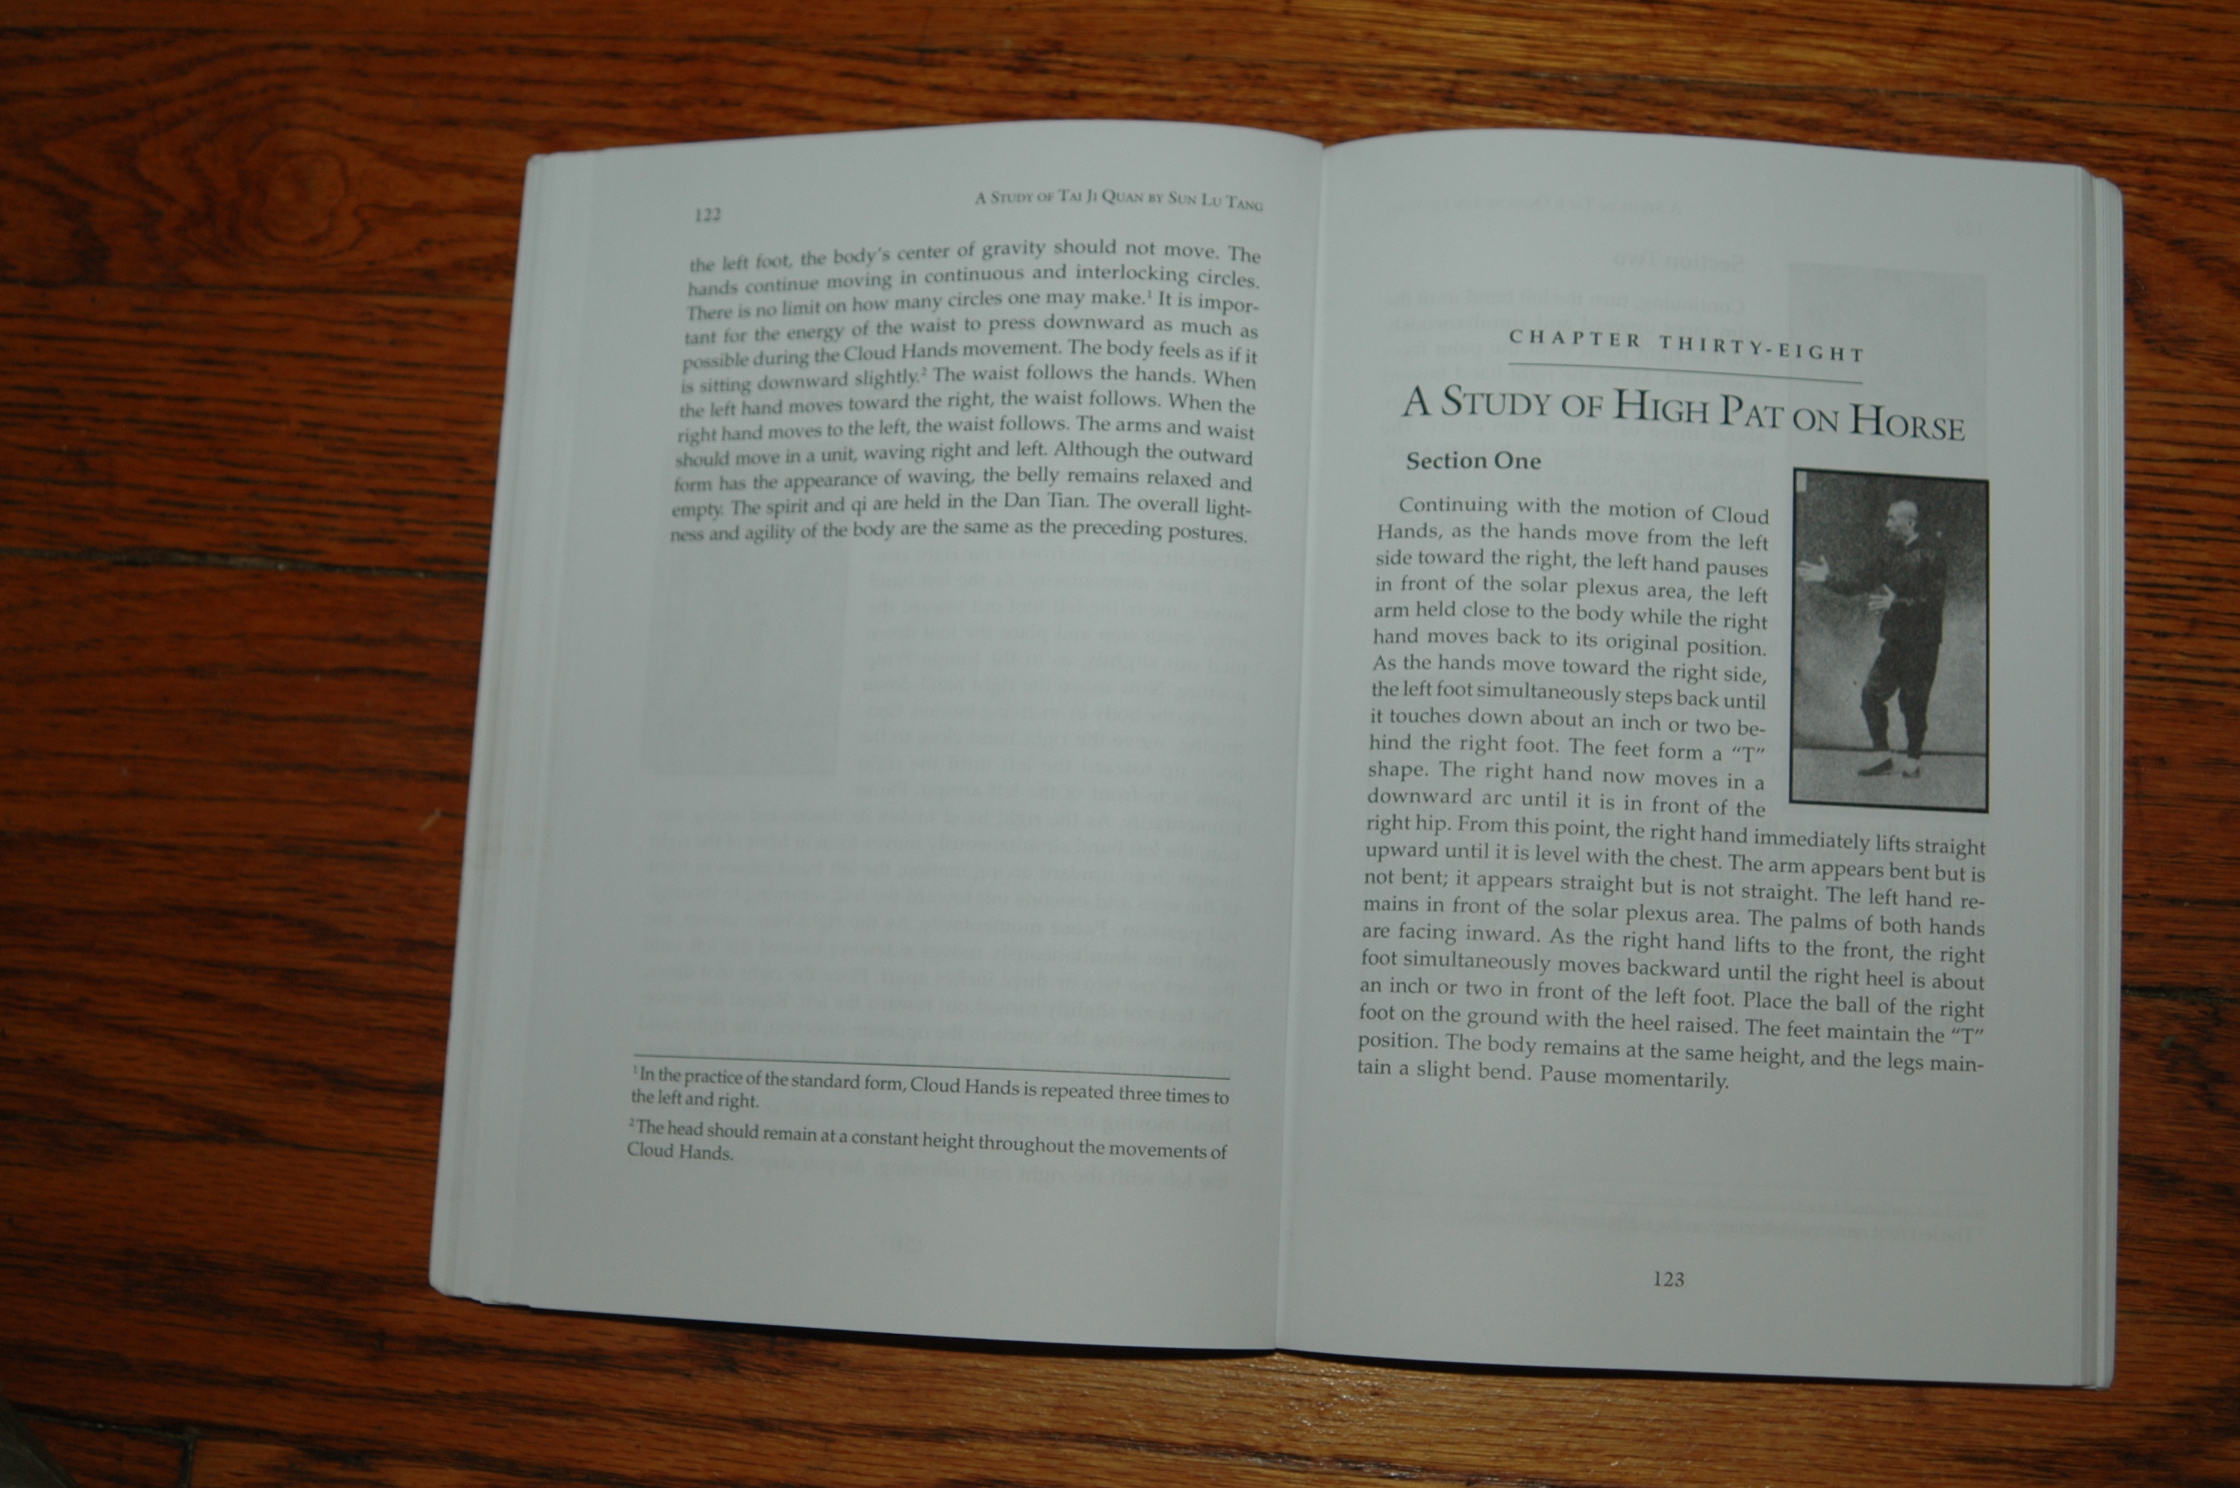 122
A STUDY OF TAI JI QUAN BY SUN LU TANG
the left foot, the body's center of gravity should not move. The
hands continue moving in continuous and interlocking circles.
There is no limit on how many circles one may make.¹ It is impor-
tant for the energy of the waist to press downward as much as
possible during the Cloud Hands movement. The body feels as if it
is sitting downward slightly.² The waist follows the hands. When
the left hand moves toward the right, the waist follows. When the
right hand moves to the left, the waist follows. The arms and waist
should move in a unit, waving right and left. Although the outward
form has the appearance of waving, the belly remains relaxed and
empty. The spirit and qi are held in the Dan Tian. The overall light-
ness and agility of the body are the same as the preceding postures.
¹ In the practice of the standard form, Cloud Hands is repeated three times to
the left and right.
² The head should remain at a constant height throughout the movements of
Cloud Hands.
CHAPTER THIRTY-EIGHT
A STUDY OF HIGH PAT ON HORSE
Section One
Continuing with the motion of Cloud
Hands, as the hands move from the left
side toward the right, the left hand pauses
in front of the solar plexus area, the left
arm held close to the body while the right
hand moves back to its original position.
As the hands move toward the right side,
the left foot simultaneously steps back until
it touches down about an inch or two be-
hind the right foot. The feet form a "T"
shape. The right hand now moves in a
downward arc until it is in front of the
right hip. From this point, the right hand immediately lifts straight
upward until it is level with the chest. The arm appears bent but is
not bent; it appears straight but is not straight. The left hand re-
mains in front of the solar plexus area. The palms of both hands
are facing inward. As the right hand lifts to the front, the right
foot simultaneously moves backward until the right heel is about
an inch or two in front of the left foot. Place the ball of the right
foot on the ground with the heel raised. The feet maintain the "T"
position. The body remains at the same height, and the legs main-
tain a slight bend. Pause momentarily.
123